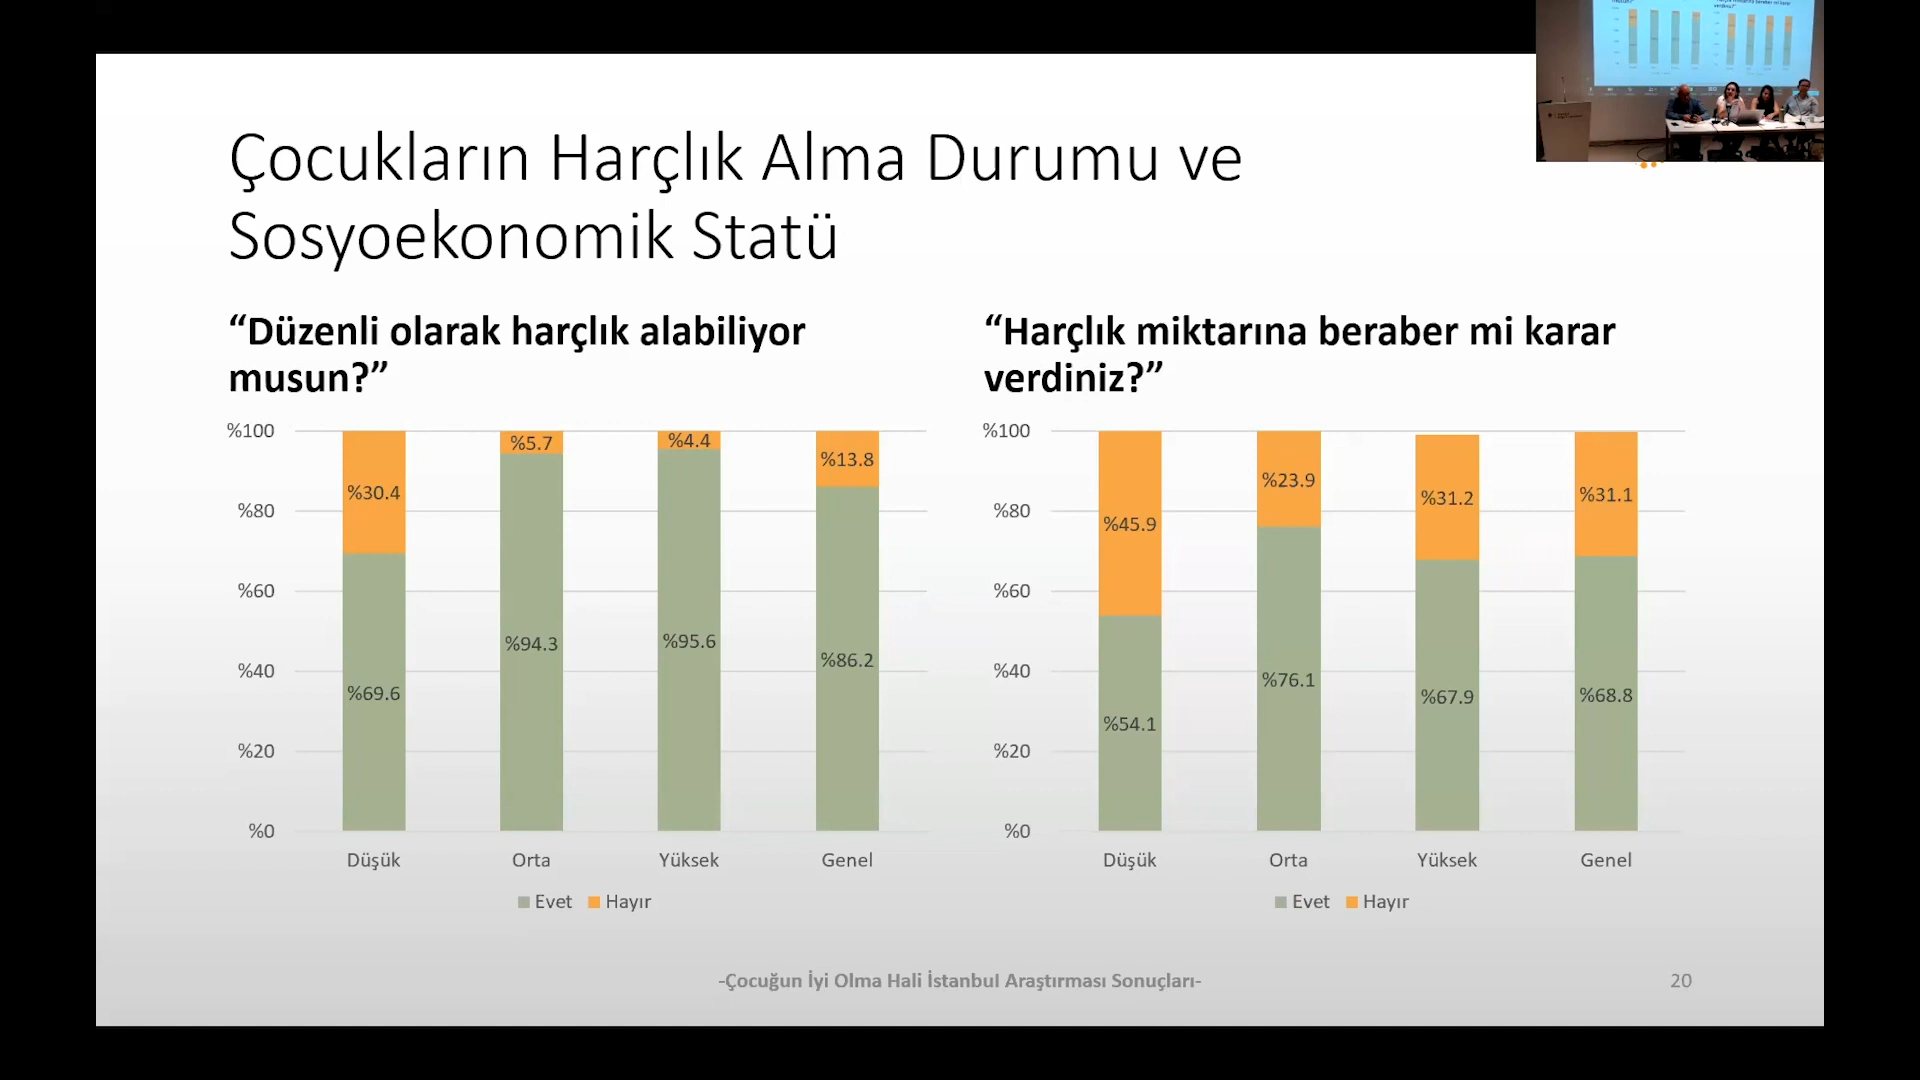 Çocukların Harçlık Alma Durumu ve
Sosyoekonomik Statü
“Düzenli olarak harçlık alabiliyor
musun?”
%100
%80
%60
%40
%20
%0
%30.4
%5.7
%4.4
%13.8
%69.6
%94.3
%95.6
%86.2
Düşük Orta Yüksek Genel
Evet Hayır
“Harçlık miktarına beraber mi karar
verdiniz?”
%100
%80
%60
%40
%20
%0
%45.9
%23.9
%31.2
%31.1
%54.1
%76.1
%67.9
%68.8
Düşük Orta Yüksek Genel
Evet Hayır
-Çocuğun İyi Olma Hali İstanbul Araştırması Sonuçları-
20